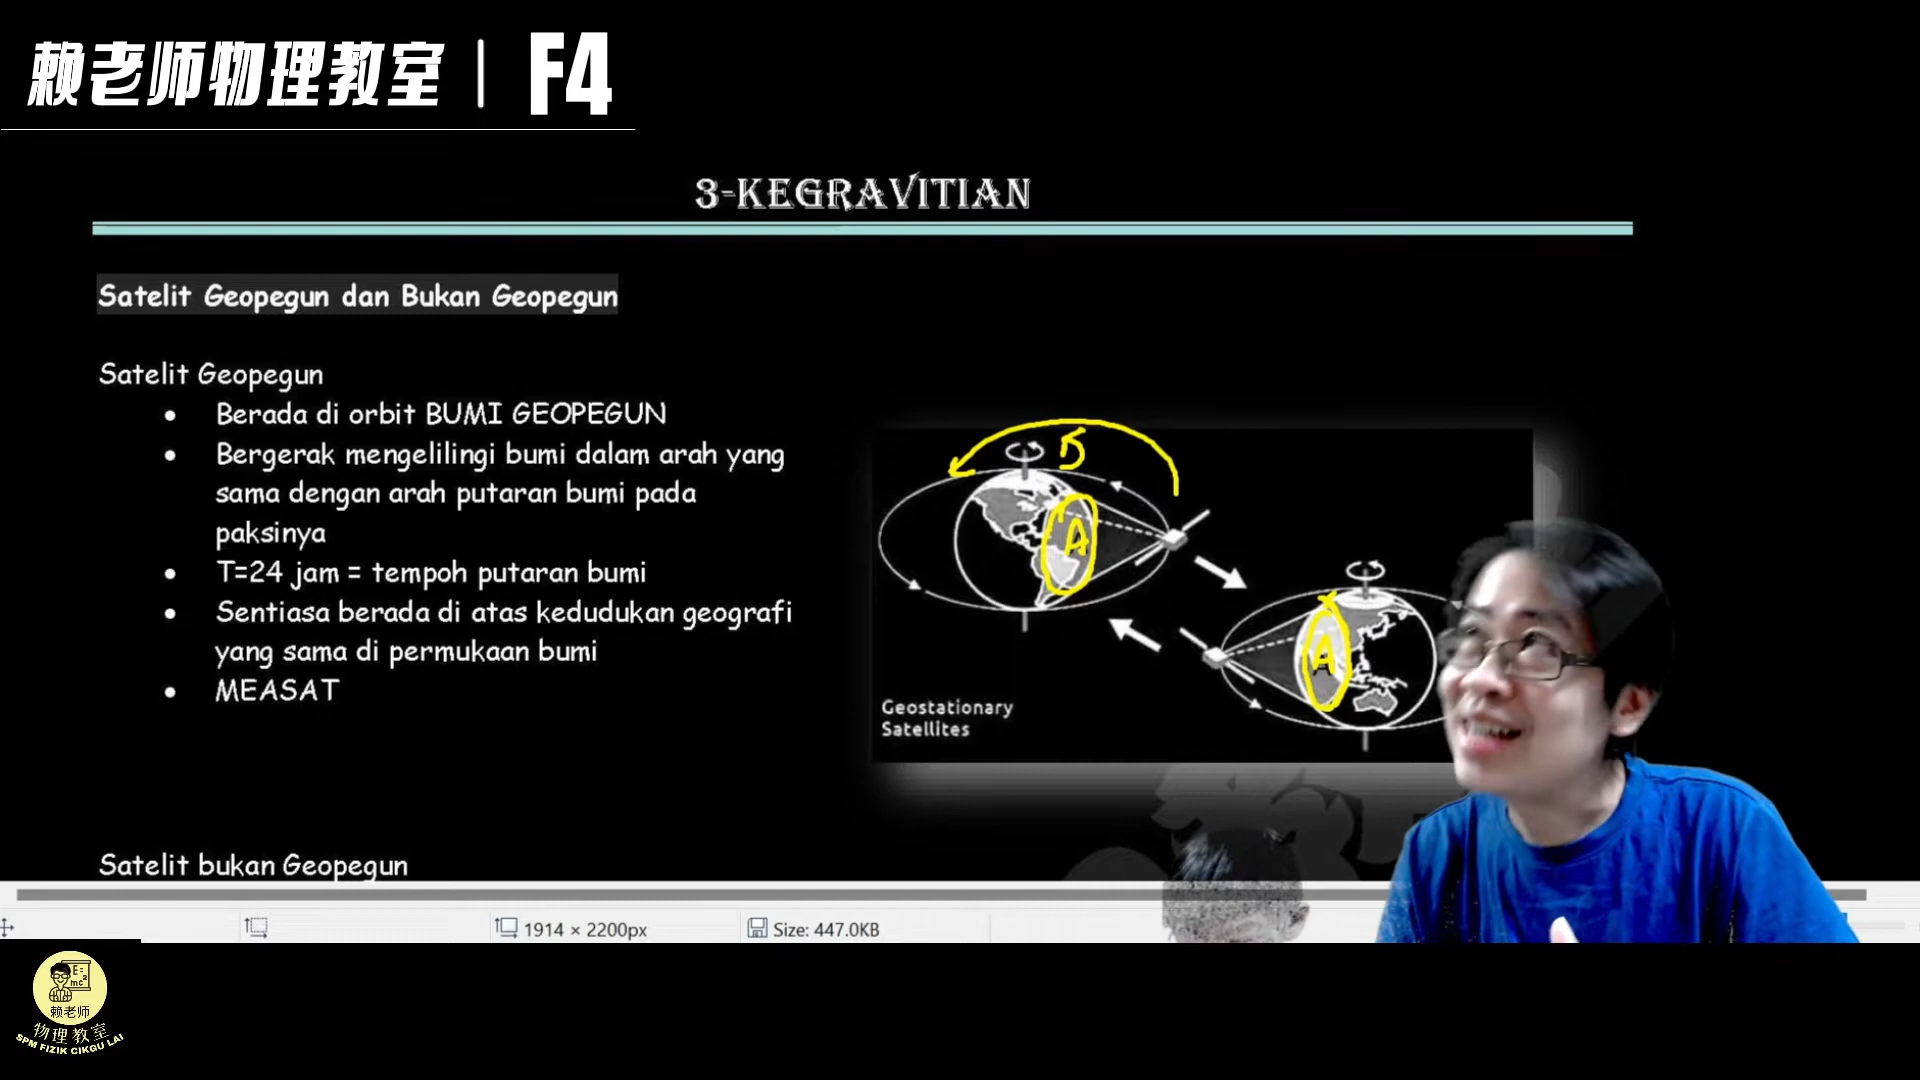 赖老师物理教室 | F4
3-KEGRAVITIAN
Satelit Geopegun dan Bukan Geopegun
Satelit Geopegun
• Berada di orbit BUMI GEOPEGUN
• Bergerak mengelilingi bumi dalam arah yang
sama dengan arah putaran bumi pada
paksinya
• T=24 jam = tempoh putaran bumi
• Sentiasa berada di atas kedudukan geografi
yang sama di permukaan bumi
• MEASAT
A
A
Geostationary
Satellites
Satelit bukan Geopegun
1914 × 2200px
Size: 447.0KB
E=
mc²
赖老师
物理教室
SPM FIZIK CIKGU LAI